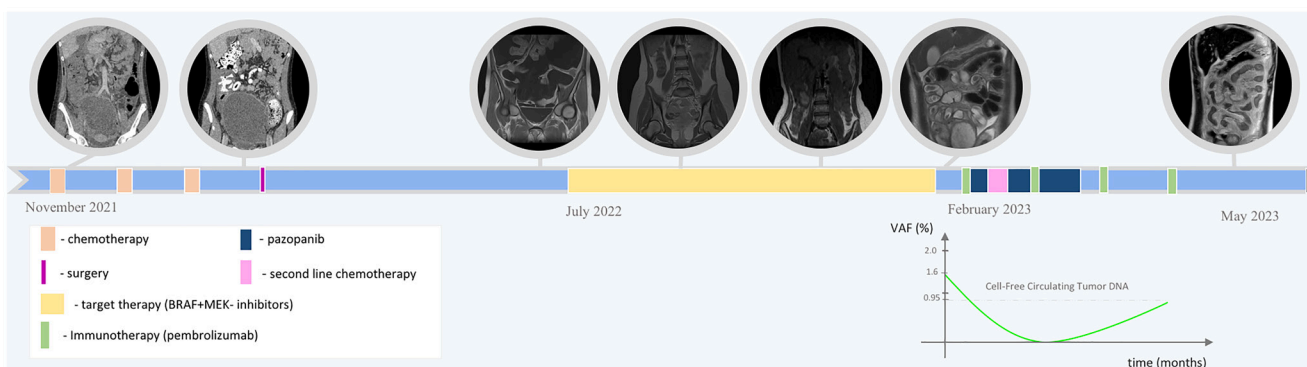 November 2021
July 2022
February 2023
May 2023
- chemotherapy
- pazopanib
- surgery
- second line chemotherapy
- target therapy (BRAF+MEK- inhibitors)
- Immunotherapy (pembrolizumab)
VAF (%)
2.0
1.6
Cell-Free Circulating Tumor DNA
0.95
time (months)